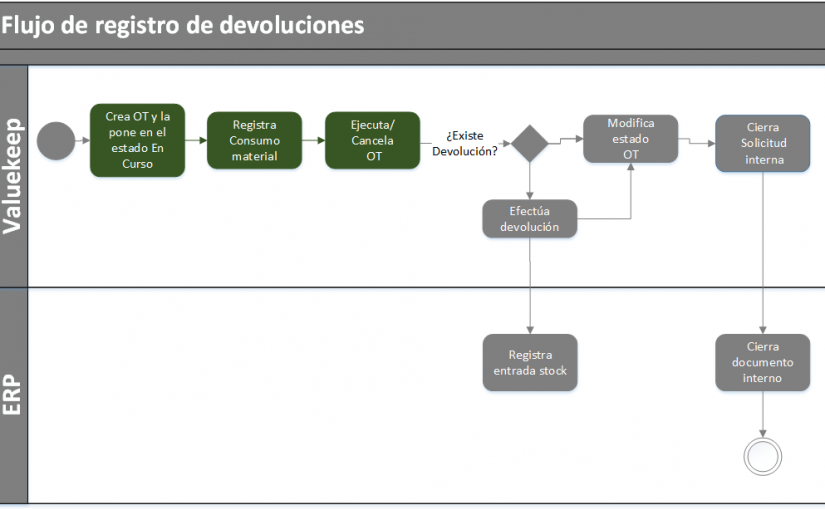 Flujo de registro de devoluciones
Valuekeep
Crea OT y la
pone en el
estado En
Curso
Registra
Consumo
material
Ejecuta/
Cancela
OT
¿Existe
Devolución?
Modifica
estado
OT
Cierra
Solicitud
interna
Efectúa
devolución
ERP
Registra
entrada stock
Cierra
documento
interno